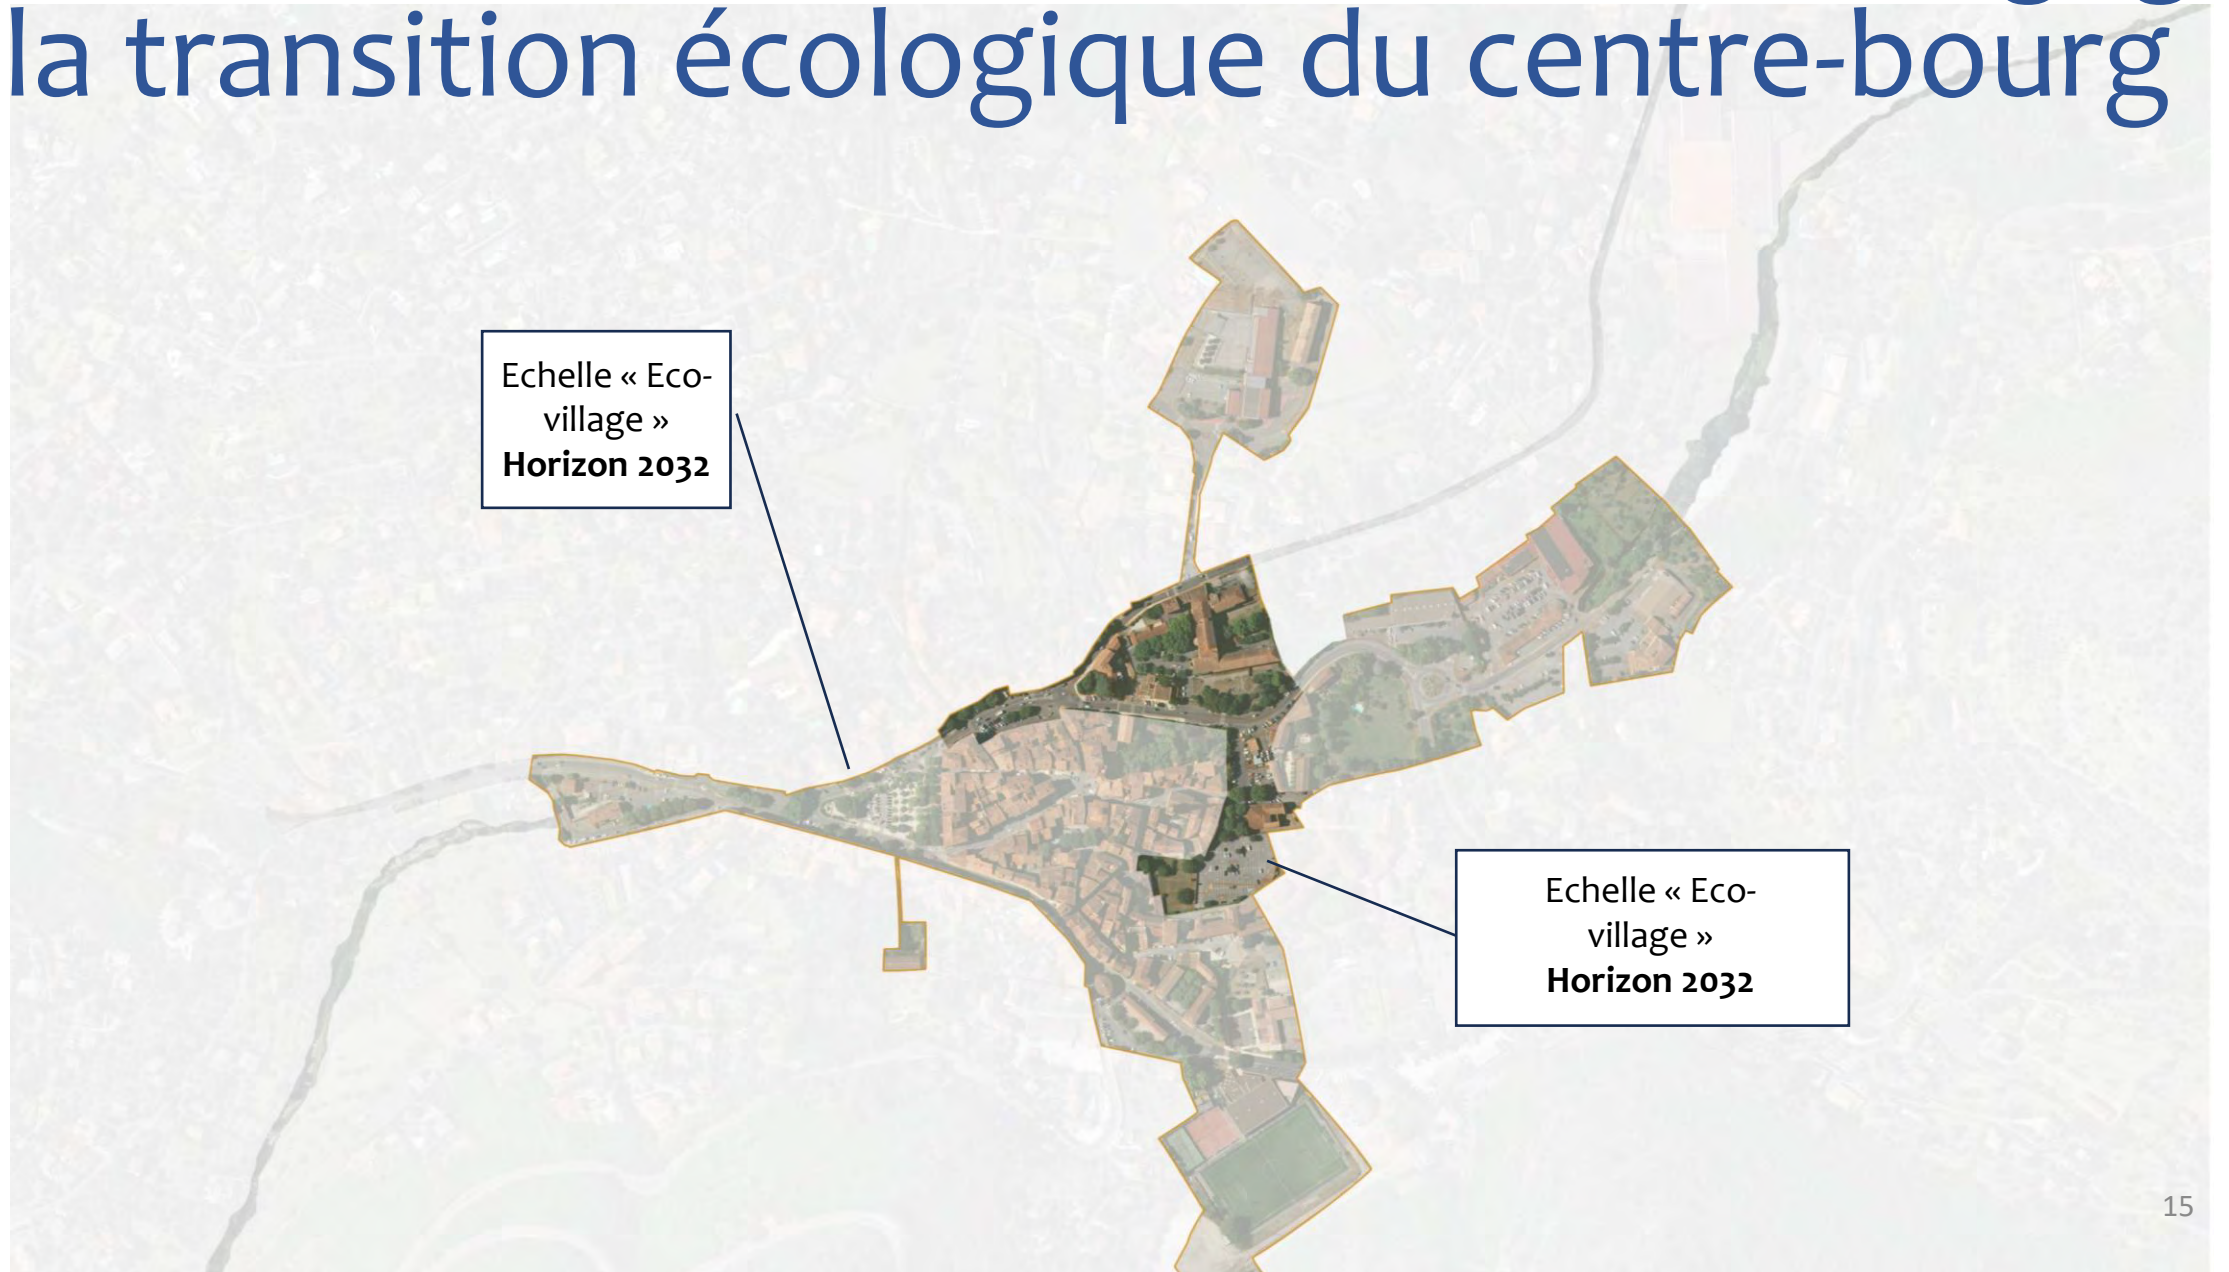 la transition écologique du centre-bourg
Echelle « Eco-
village »
Horizon 2032
Echelle « Eco-
village »
Horizon 2032
15